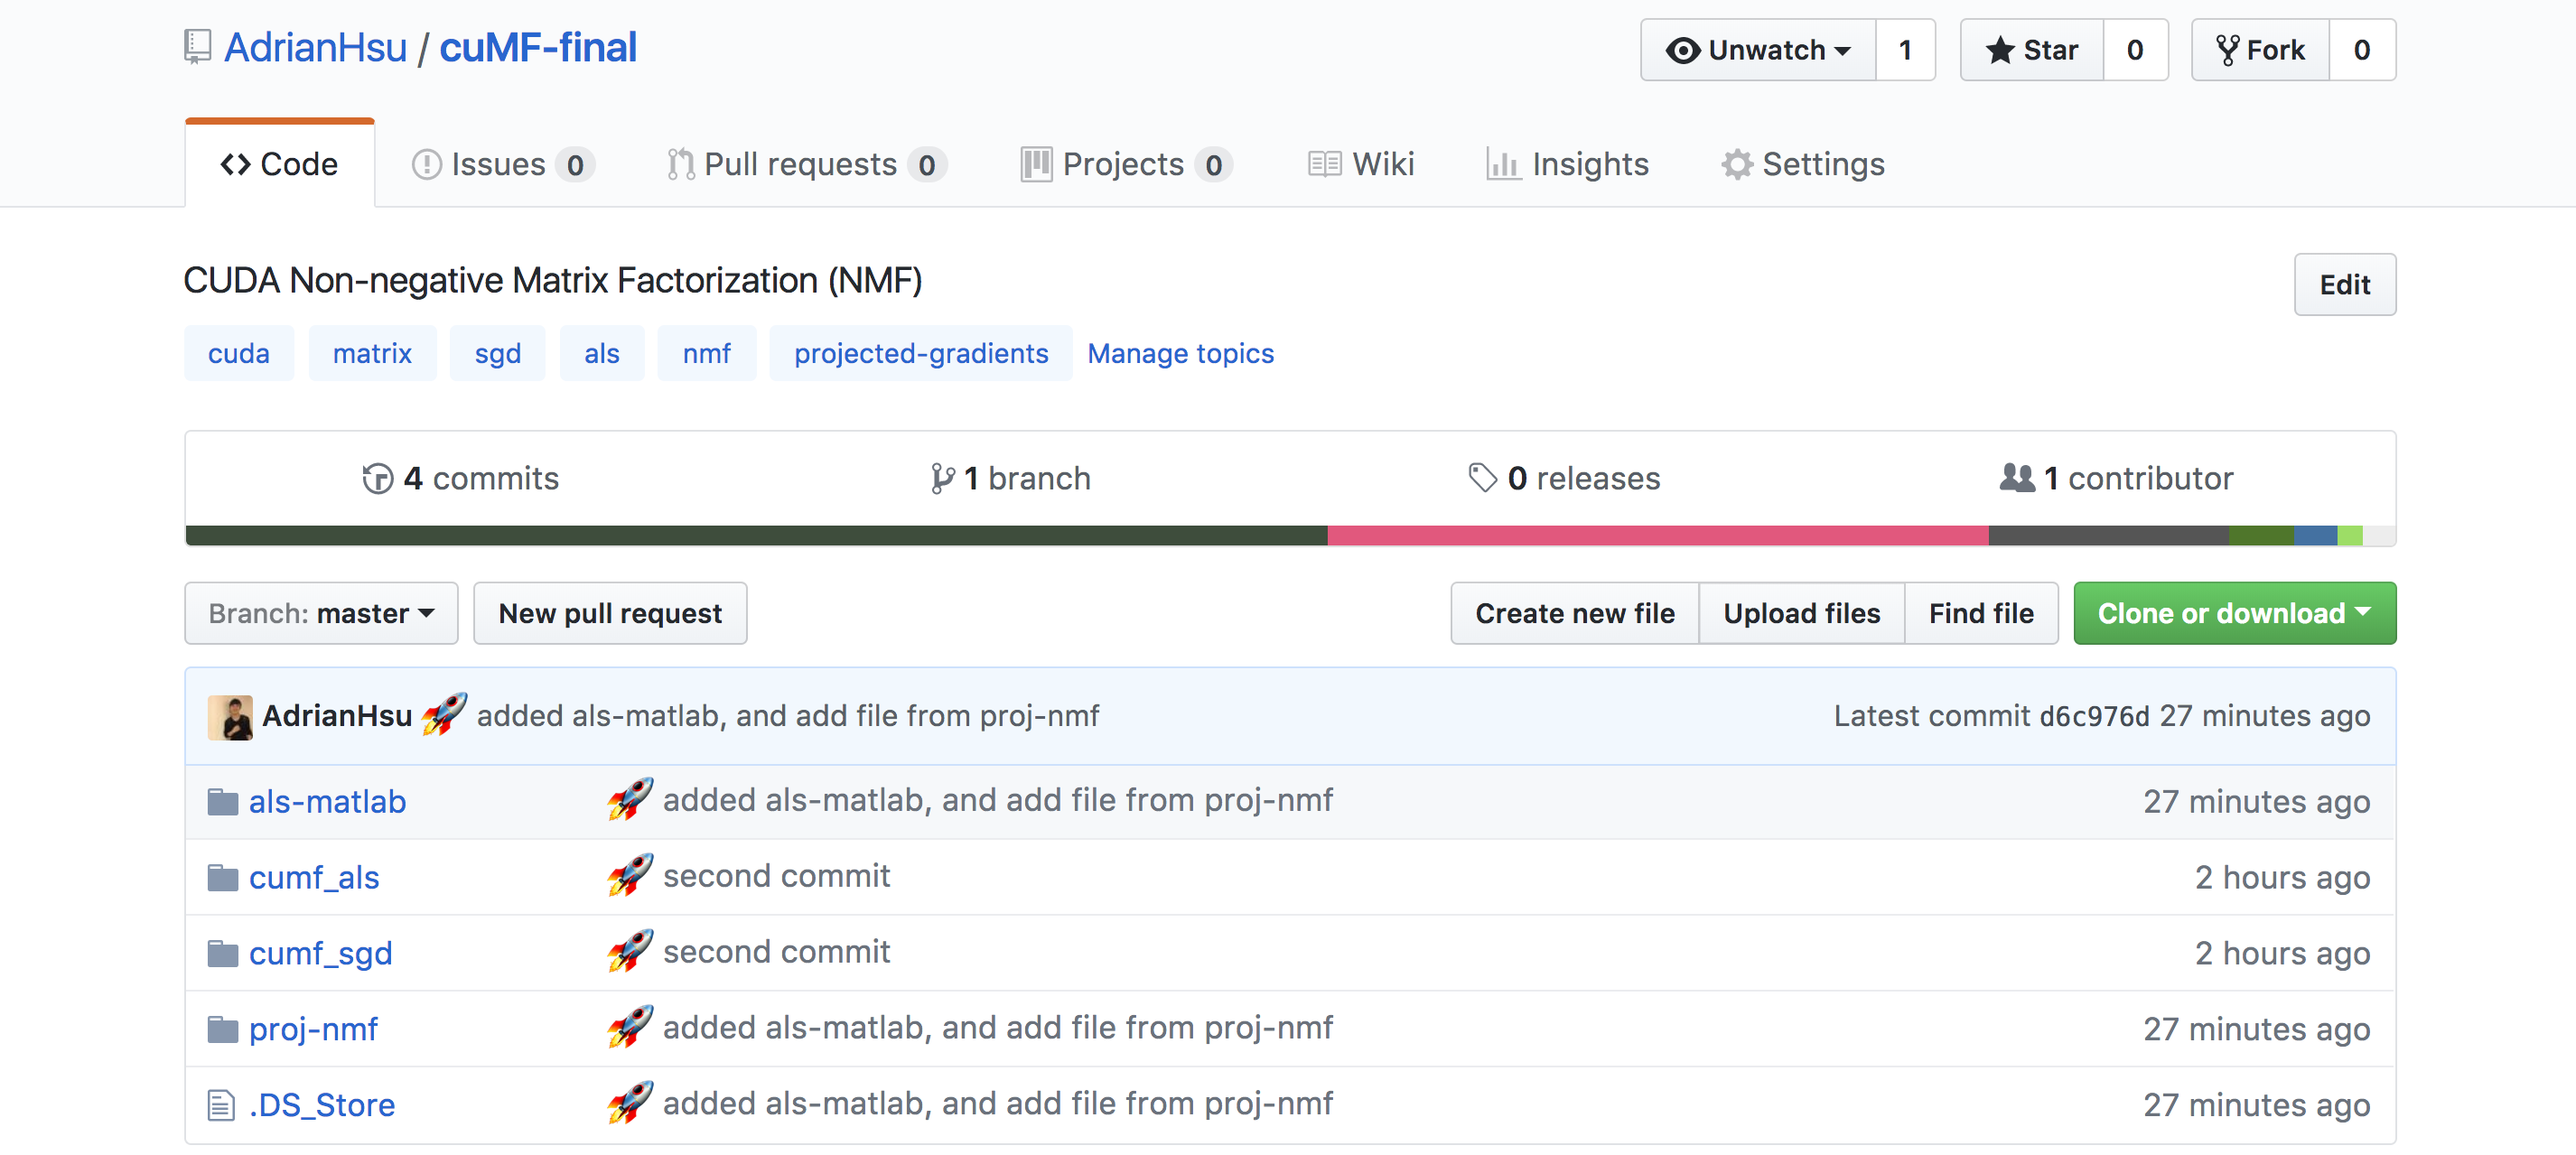 AdrianHsu / cuMF-final Unwatch 1 Star 0 Fork 0
Code Issues 0 Pull requests 0 Projects 0 Wiki Insights Settings
CUDA Non-negative Matrix Factorization (NMF) Edit
cuda matrix sgd als nmf projected-gradients Manage topics
4 commits 1 branch 0 releases 1 contributor
Branch: master New pull request Create new file Upload files Find file Clone or download
AdrianHsu 🚀 added als-matlab, and add file from proj-nmf Latest commit d6c976d 27 minutes ago
als-matlab 🚀 added als-matlab, and add file from proj-nmf 27 minutes ago
cumf_als 🚀 second commit 2 hours ago
cumf_sgd 🚀 second commit 2 hours ago
proj-nmf 🚀 added als-matlab, and add file from proj-nmf 27 minutes ago
.DS_Store 🚀 added als-matlab, and add file from proj-nmf 27 minutes ago